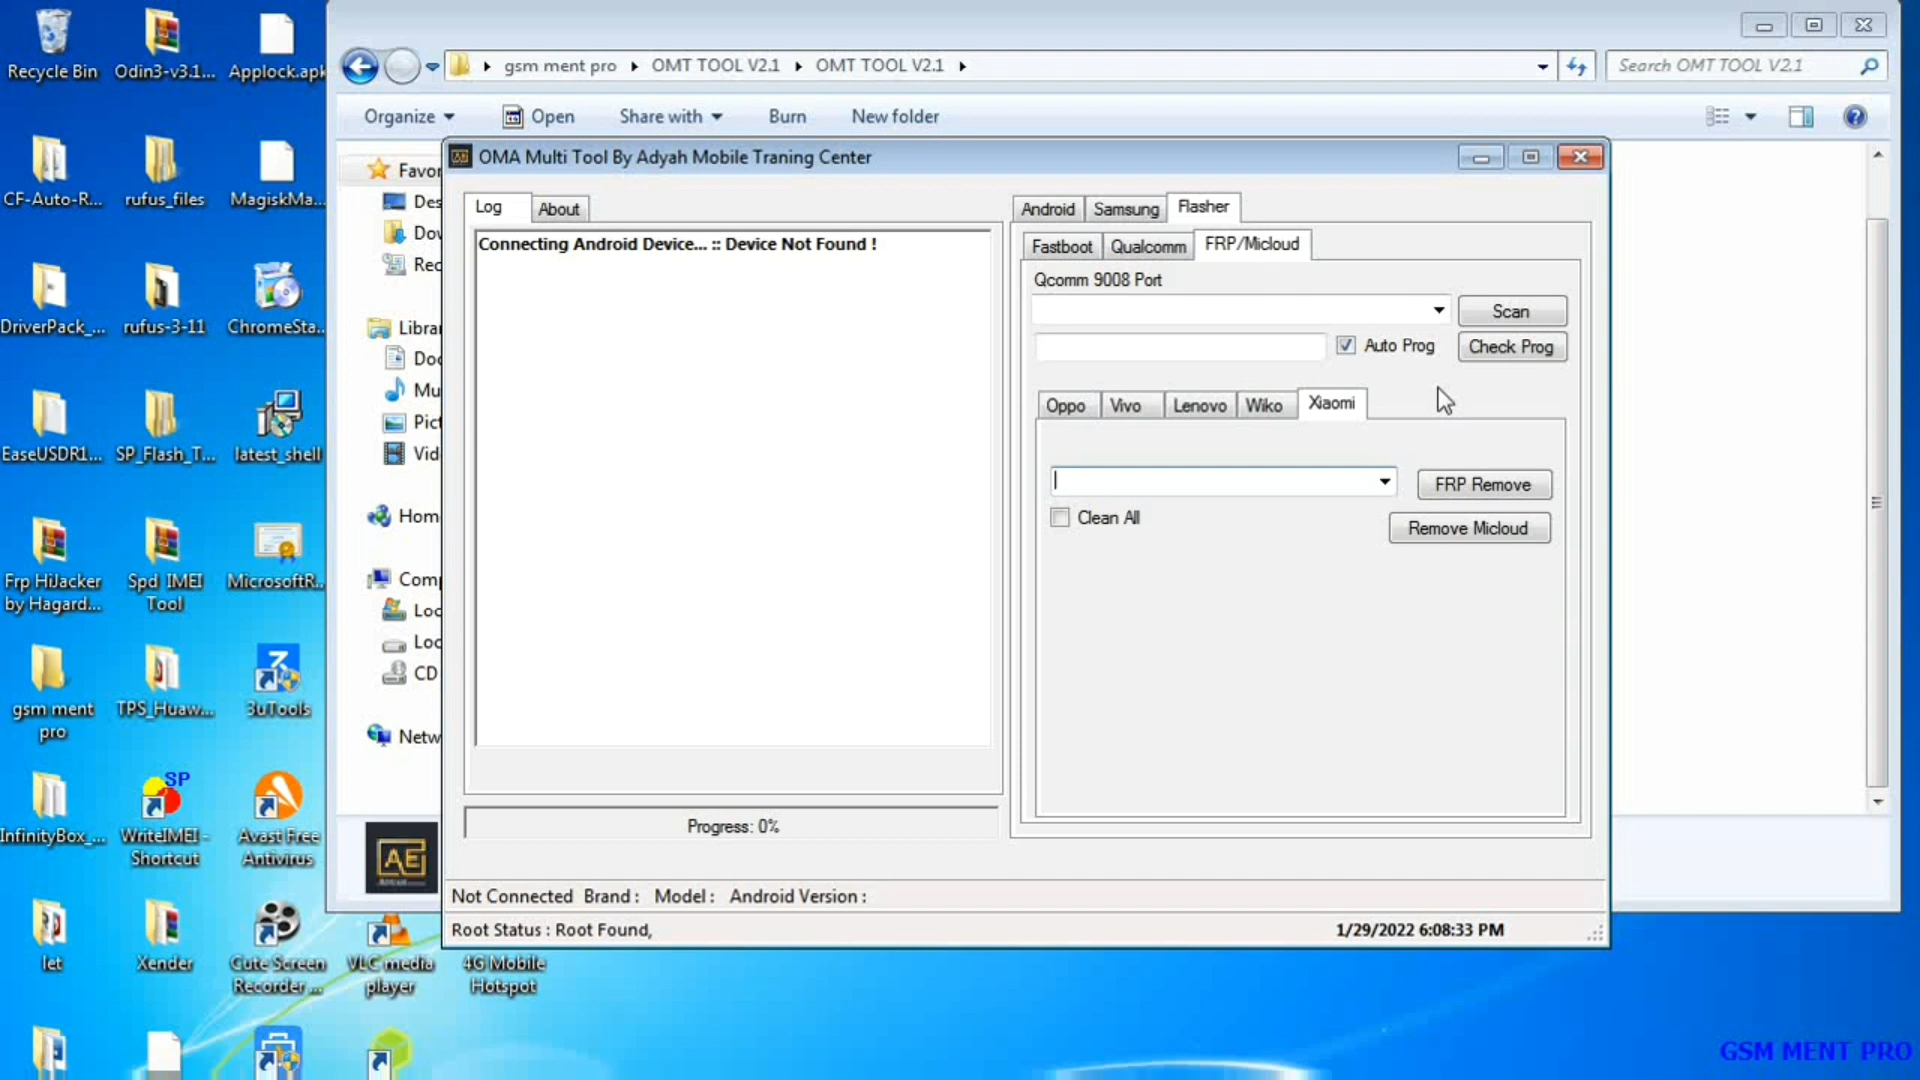 Recycle Bin
Odin3-v3.1...
Applock.apk
CF-Auto-R...
rufus_files
MagiskMa...
DriverPack_...
rufus-3-11
ChromeSta...
EaseUSDR1...
SP_Flash_T...
latest_shell
Frp HiJacker
by Hagard...
Spd IMEI
Tool
MicrosoftR...
gsm ment
pro
TPS_Huaw...
3uTools
InfinityBox_...
SP
WriteIMEI -
Shortcut
Avast Free
Antivirus
let
Xender
Cute Screen
Recorder ...
VLC media
player
4G Mobile
Hotspot
gsm ment pro
OMT TOOL V2.1
OMT TOOL V2.1
Search OMT TOOL V2.1
Organize
Open
Share with
Burn
New folder
Favor
Des
Dov
Rec
Librar
Doc
Mu
Pict
Vid
Hom
Comp
Loc
Loc
CD
Netw
AE
OMA Multi Tool By Adyah Mobile Traning Center
Log
About
Connecting Android Device... :: Device Not Found !
Progress: 0%
Android
Samsung
Flasher
Fastboot
Qualcomm
FRP/Micloud
Qcomm 9008 Port
Scan
Auto Prog
Check Prog
Oppo
Vivo
Lenovo
Wiko
Xiaomi
FRP Remove
Clean All
Remove Micloud
Not Connected Brand : Model : Android Version :
Root Status : Root Found,
1/29/2022 6:08:33 PM
GSM MENT PRO